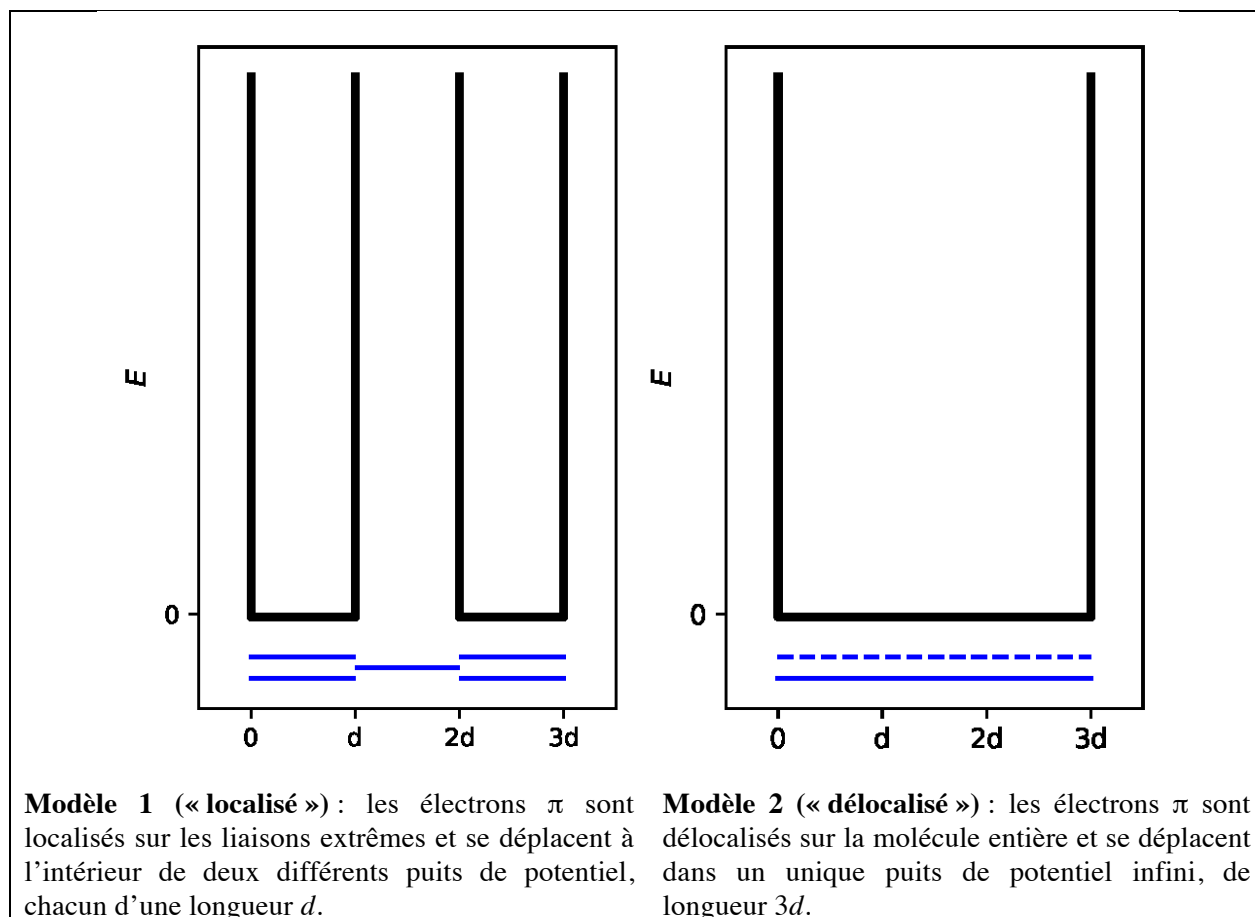 E
0
0
d
2d
3d
E
0
0
d
2d
3d
Modèle 1 (« localisé ») : les électrons π sont
localisés sur les liaisons extrêmes et se déplacent à
l’intérieur de deux différents puits de potentiel,
chacun d’une longueur d.
Modèle 2 (« délocalisé ») : les électrons π sont
délocalisés sur la molécule entière et se déplacent
dans un unique puits de potentiel infini, de
longueur 3d.